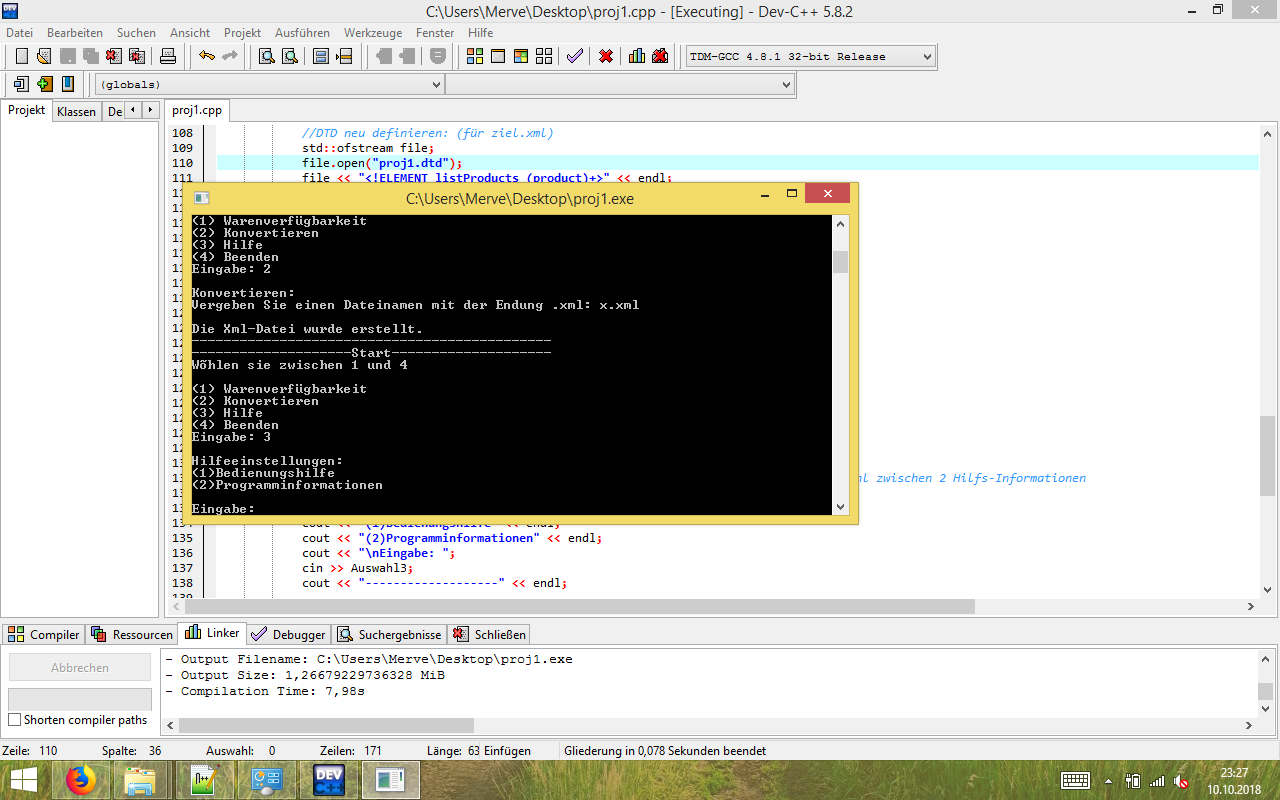 C:\Users\Merve\Desktop\proj1.cpp - [Executing] - Dev-C++ 5.8.2
Datei Bearbeiten Suchen Ansicht Projekt Ausführen Werkzeuge Fenster Hilfe
TDM-GCC 4.8.1 32-bit Release
(globals)
Projekt Klassen De
proj1.cpp
108 //DTD neu definieren: (für ziel.xml)
109 std::ofstream file;
110 file.open("proj1.dtd");
111 file << "<!ELEMENT listProducts (product)+>" << endl;
C:\Users\Merve\Desktop\proj1.exe
(1) Warenverfügbarkeit
(2) Konvertieren
(3) Hilfe
(4) Beenden
Eingabe: 2
Konvertieren:
Vergeben Sie einen Dateinamen mit der Endung .xml: x.xml
Die Xml-Datei wurde erstellt.
---------------------------------------------
--------------------Start--------------------
Wõhlen sie zwischen 1 und 4
(1) Warenverfügbarkeit
(2) Konvertieren
(3) Hilfe
(4) Beenden
Eingabe: 3
Hilfeeinstellungen:
(1)Bedienungshilfe
(2)Programminformationen
Eingabe:
zwischen 2 Hilfs-Informationen
cout << "(1)Bedienungshilfe" << endl;
135 cout << "(2)Programminformationen" << endl;
136 cout << "\nEingabe: ";
137 cin >> Auswahl3;
138 cout << "-------------------" << endl;
139
Compiler Ressourcen Linker Debugger Suchergebnisse Schließen
Abbrechen
Shorten compiler paths
- Output Filename: C:\Users\Merve\Desktop\proj1.exe
- Output Size: 1,26679229736328 MiB
- Compilation Time: 7,98s
Zeile: 110 Spalte: 36 Auswahl: 0 Zeilen: 171 Länge: 63 Einfügen Gliederung in 0,078 Sekunden beendet
DEV C++
23:27
10.10.2018